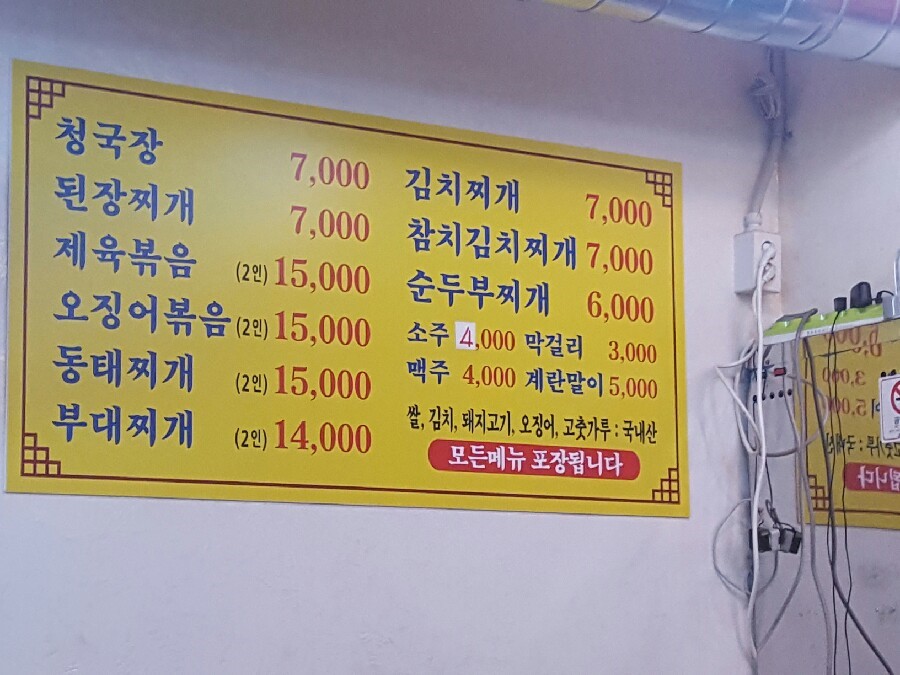 청국장 7,000
된장찌개 7,000
제육볶음 (2인) 15,000
오징어볶음 (2인) 15,000
동태찌개 (2인) 15,000
부대찌개 (2인) 14,000
김치찌개 7,000
참치김치찌개 7,000
순두부찌개 6,000
소주 4,000 막걸리 3,000
맥주 4,000 계란말이 5,000
쌀, 김치, 돼지고기, 오징어, 고춧가루 : 국내산
모든메뉴 포장됩니다